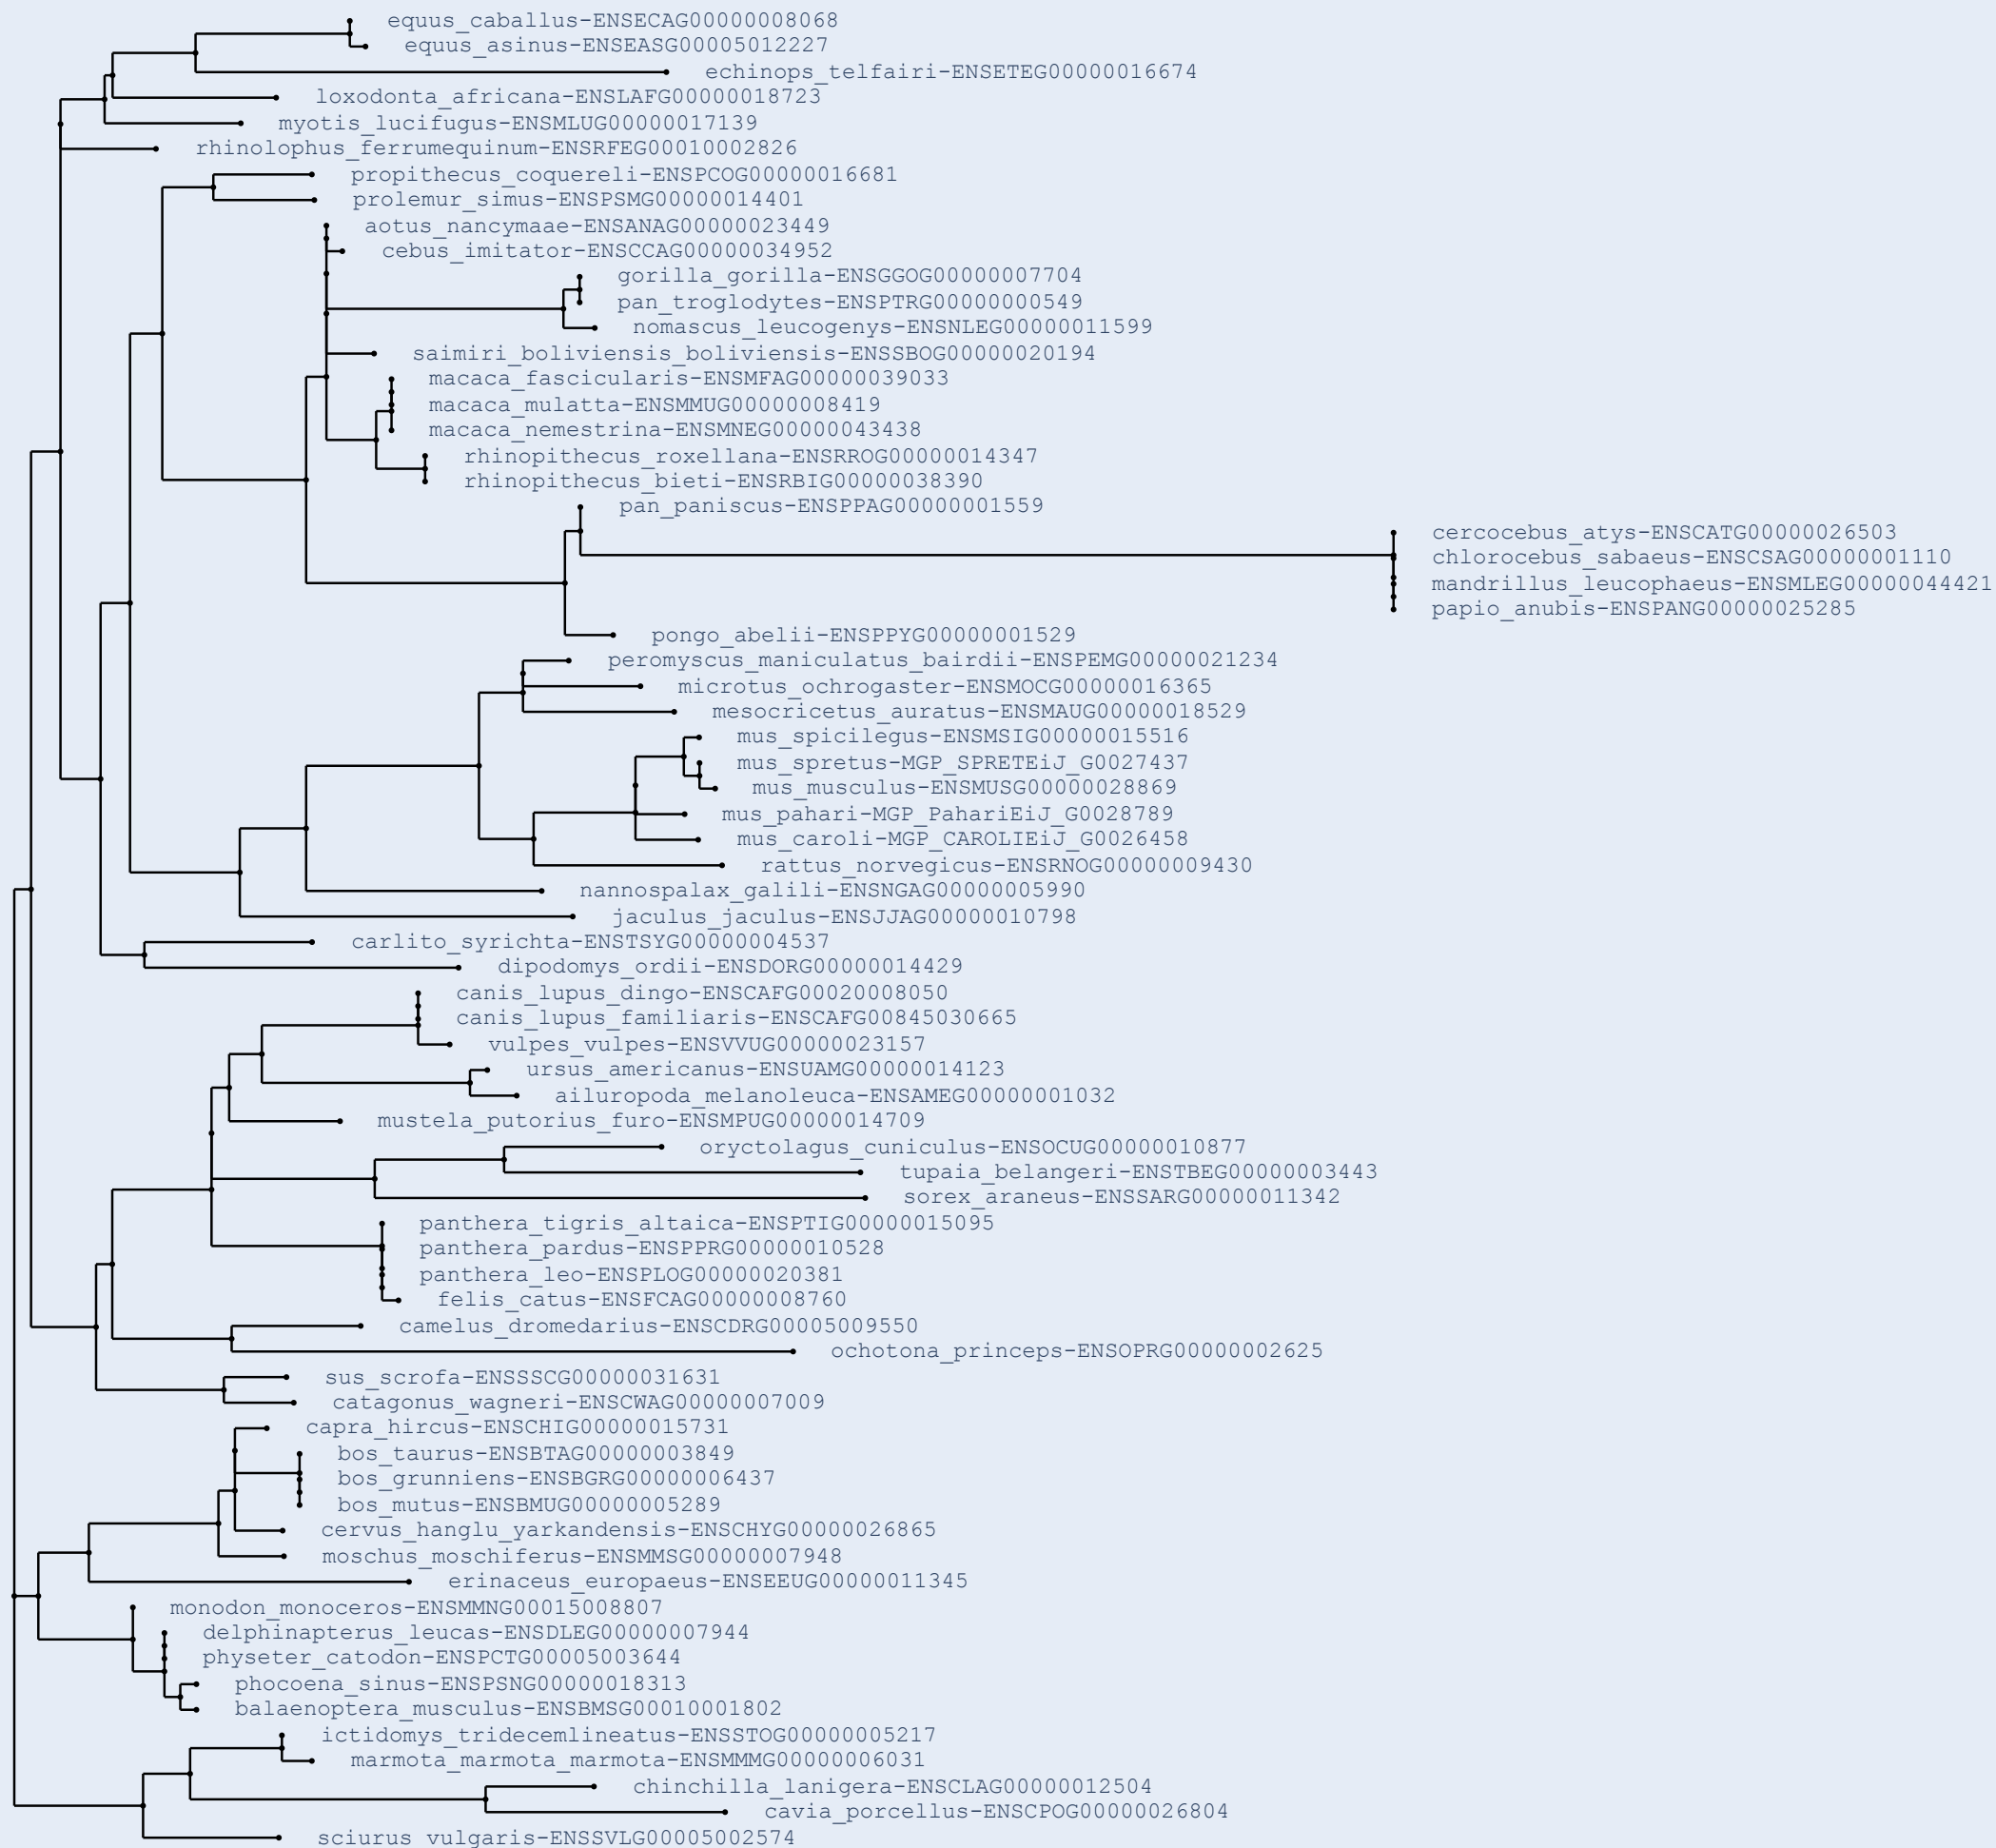 equus_caballus-ENSECAG00000008068
equus_asinus-ENSEASG00005012227
echinops_telfairi-ENSETEG00000016674
loxodonta_africana-ENSLAFG00000018723
myotis_lucifugus-ENSMLUG00000017139
rhinolophus_ferrumequinum-ENSRFEG00010002826
propithecus_coquereli-ENSPCOG00000016681
prolemur_simus-ENSPSMG00000014401
aotus_nancymaae-ENSANAG00000023449
cebus_imitator-ENSCCAG00000034952
gorilla_gorilla-ENSGGOG00000007704
pan_troglodytes-ENSPTRG00000000549
nomascus_leucogenys-ENSNLEG00000011599
saimiri_boliviensis_boliviensis-ENSSBOG00000020194
macaca_fascicularis-ENSMFAG00000039033
macaca_mulatta-ENSMMUG00000008419
macaca_nemestrina-ENSMNEG00000043438
rhinopithecus_roxellana-ENSRROG00000014347
rhinopithecus_bieti-ENSRBIG00000038390
pan_paniscus-ENSPPAG00000001559
cercocebus_atys-ENSCATG00000026503
chlorocebus_sabaeus-ENSCSAG00000001110
mandrillus_leucophaeus-ENSMLEG00000044421
papio_anubis-ENSPANG00000025285
pongo_abelii-ENSPPYG00000001529
peromyscus_maniculatus_bairdii-ENSPEMG00000021234
microtus_ochrogaster-ENSMOCG00000016365
mesocricetus_auratus-ENSMAUG00000018529
mus_spicilegus-ENSMSIG00000015516
mus_spretus-MGP_SPRETEiJ_G0027437
mus_musculus-ENSMUSG00000028869
mus_pahari-MGP_PahariEiJ_G0028789
mus_caroli-MGP_CAROLIEiJ_G0026458
rattus_norvegicus-ENSRNOG00000009430
nannospalax_galili-ENSNGAG00000005990
jaculus_jaculus-ENSJJAG00000010798
carlito_syrichta-ENSTSYG00000004537
dipodomys_ordii-ENSDORG00000014429
canis_lupus_dingo-ENSCAFG00020008050
canis_lupus_familiaris-ENSCAFG00845030665
vulpes_vulpes-ENSVVUG00000023157
ursus_americanus-ENSUAMG00000014123
ailuropoda_melanoleuca-ENSAMEG00000001032
mustela_putorius_furo-ENSMPUG00000014709
oryctolagus_cuniculus-ENSOCUG00000010877
tupaia_belangeri-ENSTBEG00000003443
sorex_araneus-ENSSARG00000011342
panthera_tigris_altaica-ENSPTIG00000015095
panthera_pardus-ENSPPRG00000010528
panthera_leo-ENSPLOG00000020381
felis_catus-ENSFCAG00000008760
camelus_dromedarius-ENSCDRG00005009550
ochotona_princeps-ENSOPRG00000002625
sus_scrofa-ENSSSCG00000031631
catagonus_wagneri-ENSCWAG00000007009
capra_hircus-ENSCHIG00000015731
bos_taurus-ENSBTAG00000003849
bos_grunniens-ENSBGRG00000006437
bos_mutus-ENSBMUG00000005289
cervus_hanglu_yarkandensis-ENSCHYG00000026865
moschus_moschiferus-ENSMMSG00000007948
erinaceus_europaeus-ENSEEUG00000011345
monodon_monoceros-ENSMMNG00015008807
delphinapterus_leucas-ENSDLEG00000007944
physeter_catodon-ENSPCTG00005003644
phocoena_sinus-ENSPSNG00000018313
balaenoptera_musculus-ENSBMSG00010001802
ictidomys_tridecemlineatus-ENSSTOG00000005217
marmota_marmota_marmota-ENSMMMG00000006031
chinchilla_lanigera-ENSCLAG00000012504
cavia_porcellus-ENSCPOG00000026804
sciurus_vulgaris-ENSSVLG00005002574